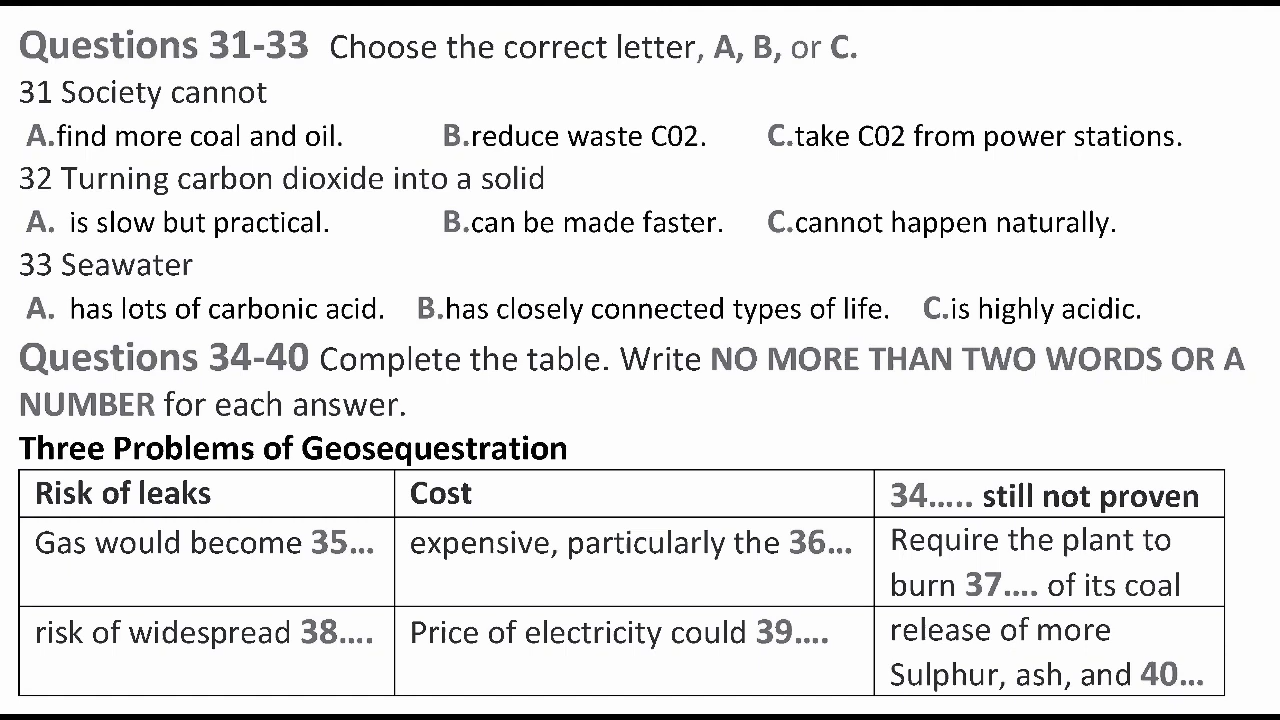 Questions 31-33 Choose the correct letter, A, B, or C.
31 Society cannot
A.find more coal and oil. B.reduce waste C02. C.take C02 from power stations.
32 Turning carbon dioxide into a solid
A. is slow but practical. B.can be made faster. C.cannot happen naturally.
33 Seawater
A. has lots of carbonic acid. B.has closely connected types of life. C.is highly acidic.
Questions 34-40 Complete the table. Write NO MORE THAN TWO WORDS OR A
NUMBER for each answer.
Three Problems of Geosequestration
Risk of leaks Cost 34..... still not proven
Gas would become 35... expensive, particularly the 36... Require the plant to
burn 37.... of its coal
risk of widespread 38.... Price of electricity could 39.... release of more
Sulphur, ash, and 40...